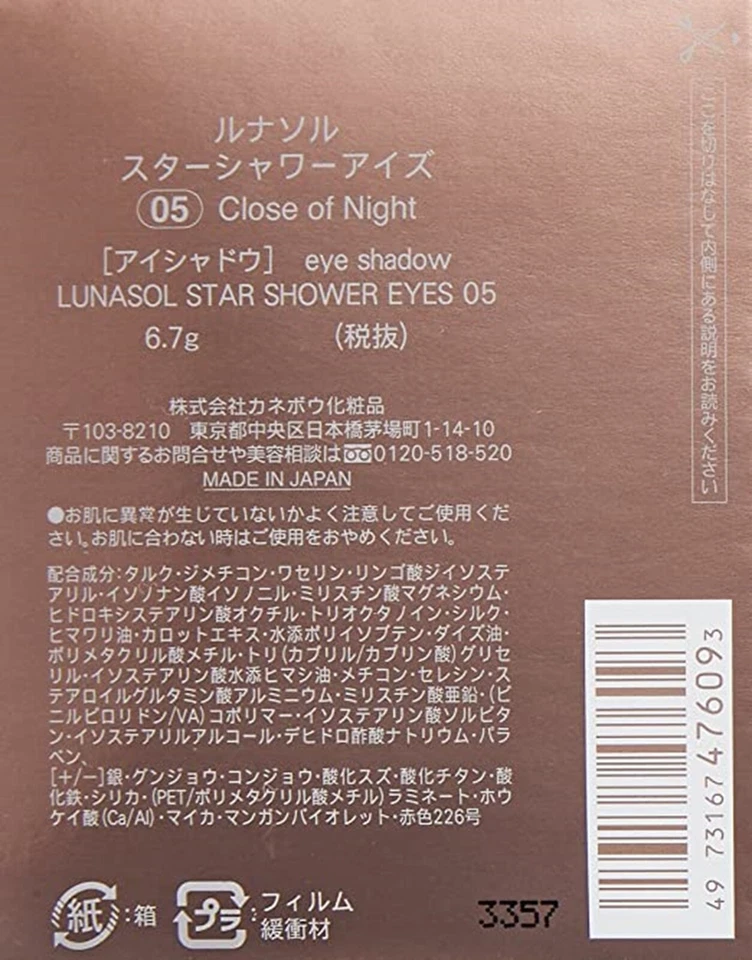 ルナソル
スターシャワーアイズ
05 Close of Night
[アイシャドウ] eye shadow
LUNASOL STAR SHOWER EYES 05
6.7g (税抜)
株式会社カネボウ化粧品
〒103-8210 東京都中央区日本橋茅場町1-14-10
商品に関するお問合せや美容相談は0120-518-520
MADE IN JAPAN
●お肌に異常が生じていないかよく注意してご使用くだ
さい。お肌に合わない時はご使用をおやめください。
配合成分:タルク・ジメチコン・ワセリン・リンゴ酸ジイソステ
アリル・イソノナン酸イソノニル・ミリスチン酸マグネシウム・
ヒドロキシステアリン酸オクチル・トリオクタノイン・シルク・
ヒマワリ油・カロットエキス・水添ポリイソブテン・ダイズ油・
ポリメタクリル酸メチル・トリ(カプリル/カプリン酸)グリセ
リル・イソステアリン酸水添ヒマシ油・メチコン・セレシン・ス
テアロイルグルタミン酸アルミニウム・ミリスチン酸亜鉛・(ビ
ニルピロリドン/VA)コポリマー・イソステアリン酸ソルビタ
ン・イソステアリルアルコール・デヒドロ酢酸ナトリウム・パラ
ベン、
[+/−]銀・グンジョウ・コンジョウ・酸化スズ・酸化チタン・酸
化鉄・シリカ・(PET/ポリメタクリル酸メチル)ラミネート・ホウ
ケイ酸(Ca/Al)・マイカ・マンガンバイオレット・赤色226号
紙:箱
プラ:フィルム
緩衝材
3357
ここを切りはなして内側にある説明をお読みください
4973167476093